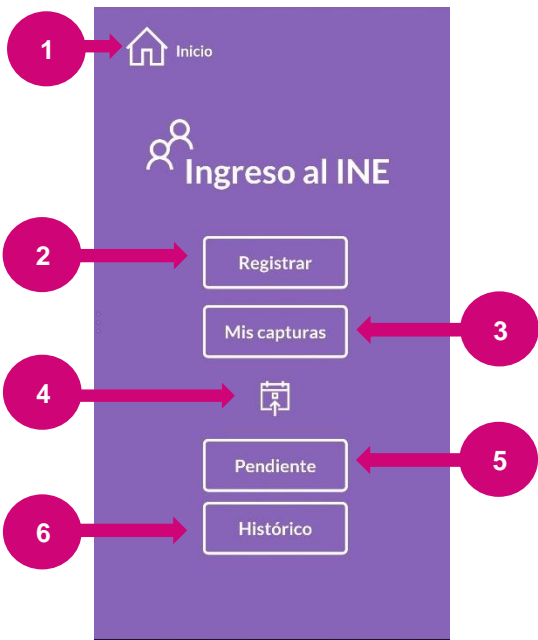 1
Inicio
Ingreso al INE
2
Registrar
Mis capturas
3
4
Pendiente
5
6
Histórico